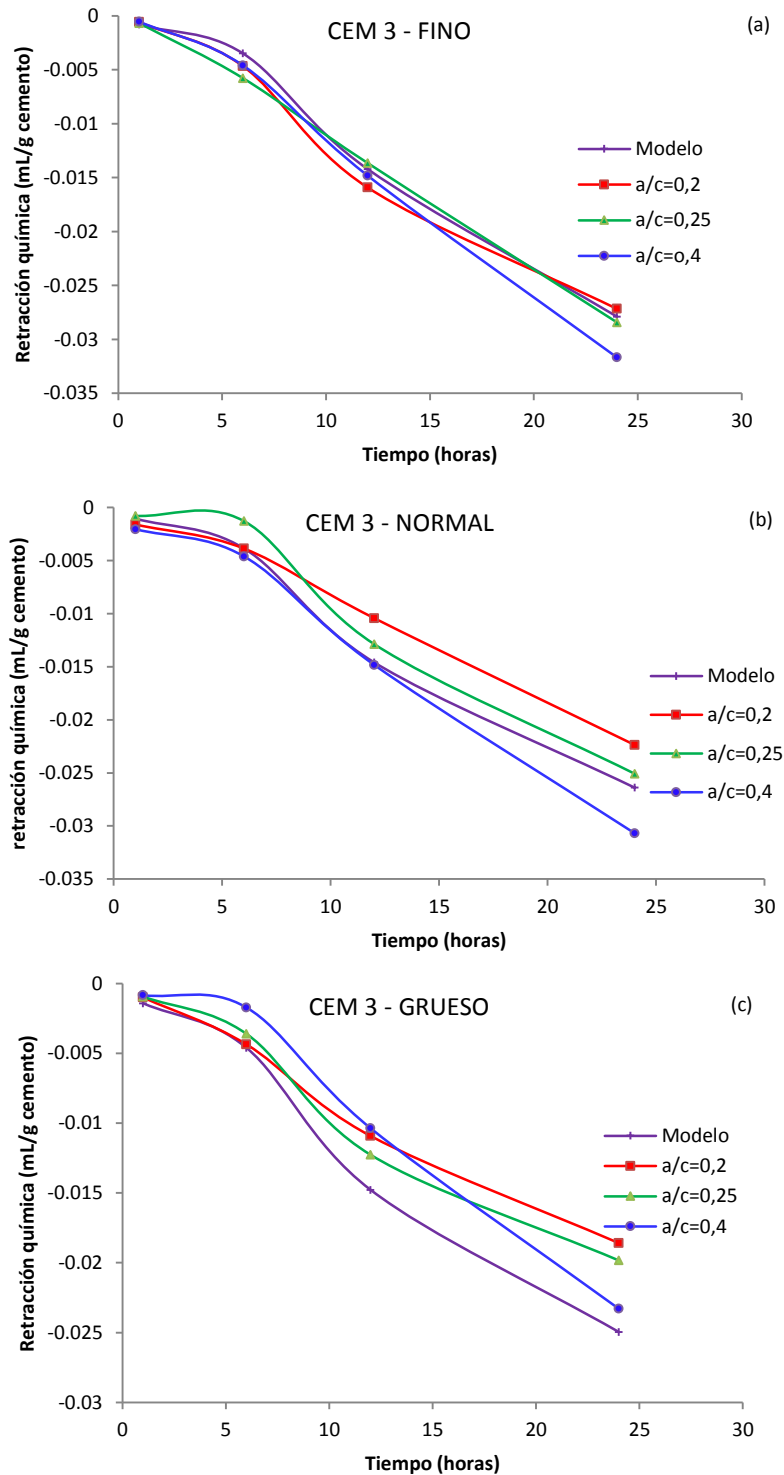 CEM 3 - FINO
(a)
Retracción química (mL/g cemento)
0
-0.005
-0.01
-0.015
-0.02
-0.025
-0.03
-0.035
Modelo
a/c=0,2
a/c=0,25
a/c=o,4
0 5 10 15 20 25 30
Tiempo (horas)
CEM 3 - NORMAL
(b)
retracción química (mL/g cemento)
0
-0.005
-0.01
-0.015
-0.02
-0.025
-0.03
-0.035
Modelo
a/c=0,2
a/c=0,25
a/c=0,4
0 5 10 15 20 25 30
Tiempo (horas)
CEM 3 - GRUESO
(c)
Retracción química (mL/g cemento)
0
-0.005
-0.01
-0.015
-0.02
-0.025
-0.03
Modelo
a/c=0,2
a/c=0,25
a/c=0,4
0 5 10 15 20 25 30
Tiempo (horas)